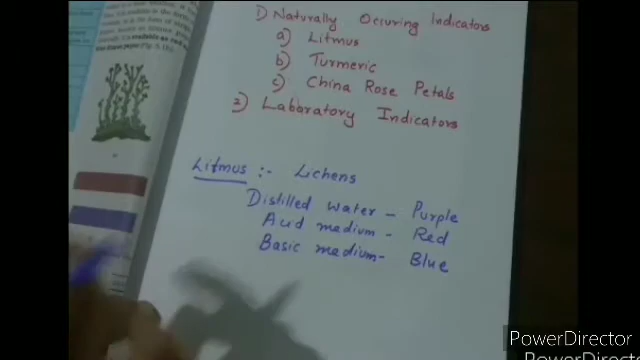 1) Naturally Occuring Indicators
a) Litmus
b) Turmeric
c) China Rose Petals
2) Laboratory Indicators
Litmus :- Lichens
Distilled water - Purple
Acid medium - Red
Basic medium - Blue
PowerDirector
PowerDirector